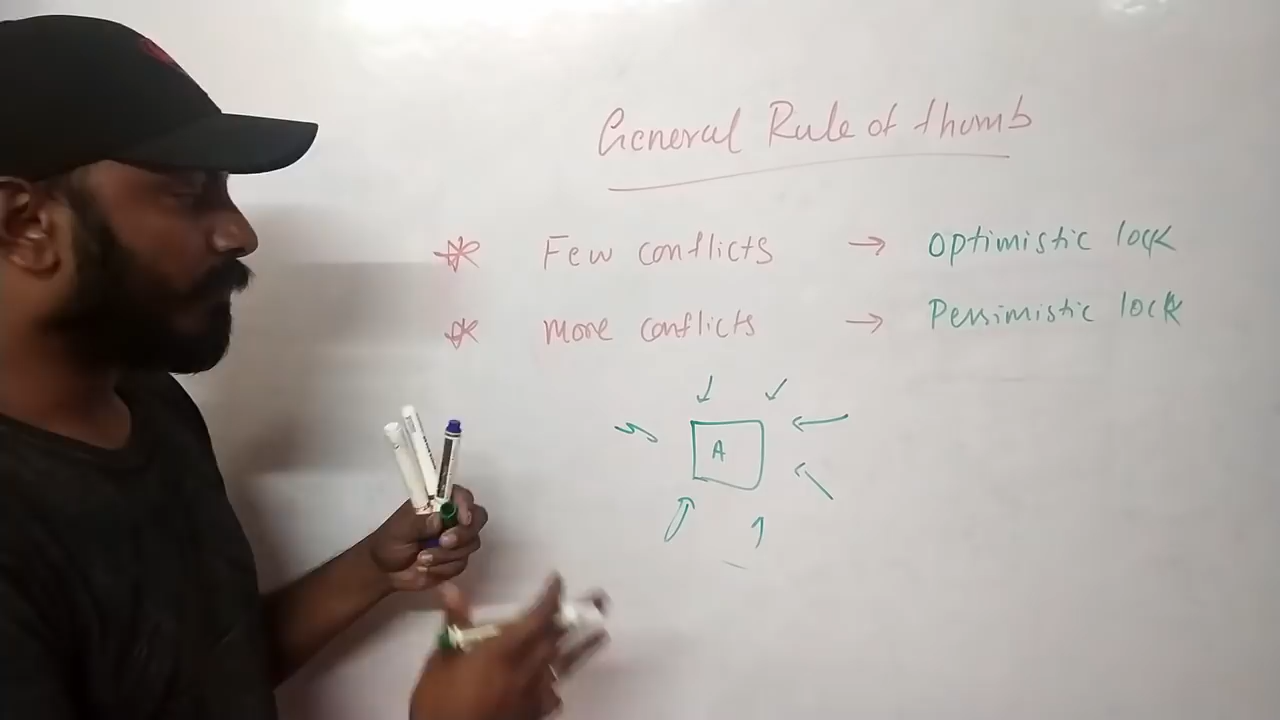 General Rule of thumb
Few conflicts → Optimistic lock
More conflicts → Pessimistic lock
A